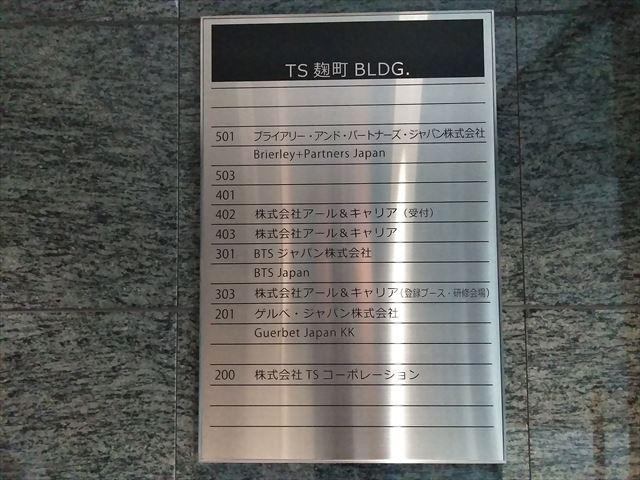 TS 麹町 BLDG.
501 ブライアリー・アンド・パートナーズ・ジャパン株式会社
Brierley+Partners Japan
503
401
402 株式会社アール＆キャリア（受付）
403 株式会社アール＆キャリア
301 BTS ジャパン株式会社
BTS Japan
303 株式会社アール＆キャリア（登録ブース・研修会場）
201 ゲルベ・ジャパン株式会社
Guerbet Japan KK
200 株式会社 TS コーポレーション